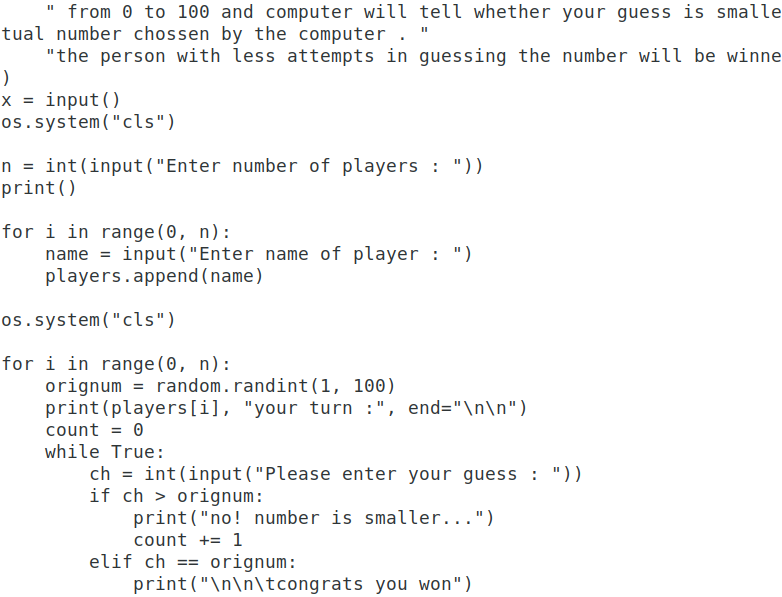 " from 0 to 100 and computer will tell whether your guess is smalle
tual number chossen by the computer . "
"the person with less attempts in guessing the number will be winne
)
x = input()
os.system("cls")
n = int(input("Enter number of players : "))
print()
for i in range(0, n):
name = input("Enter name of player : ")
players.append(name)
os.system("cls")
for i in range(0, n):
orignum = random.randint(1, 100)
print(players[i], "your turn :", end="\n\n")
count = 0
while True:
ch = int(input("Please enter your guess : "))
if ch > orignum:
print("no! number is smaller...")
count += 1
elif ch == orignum:
print("\n\n\tcongrats you won")